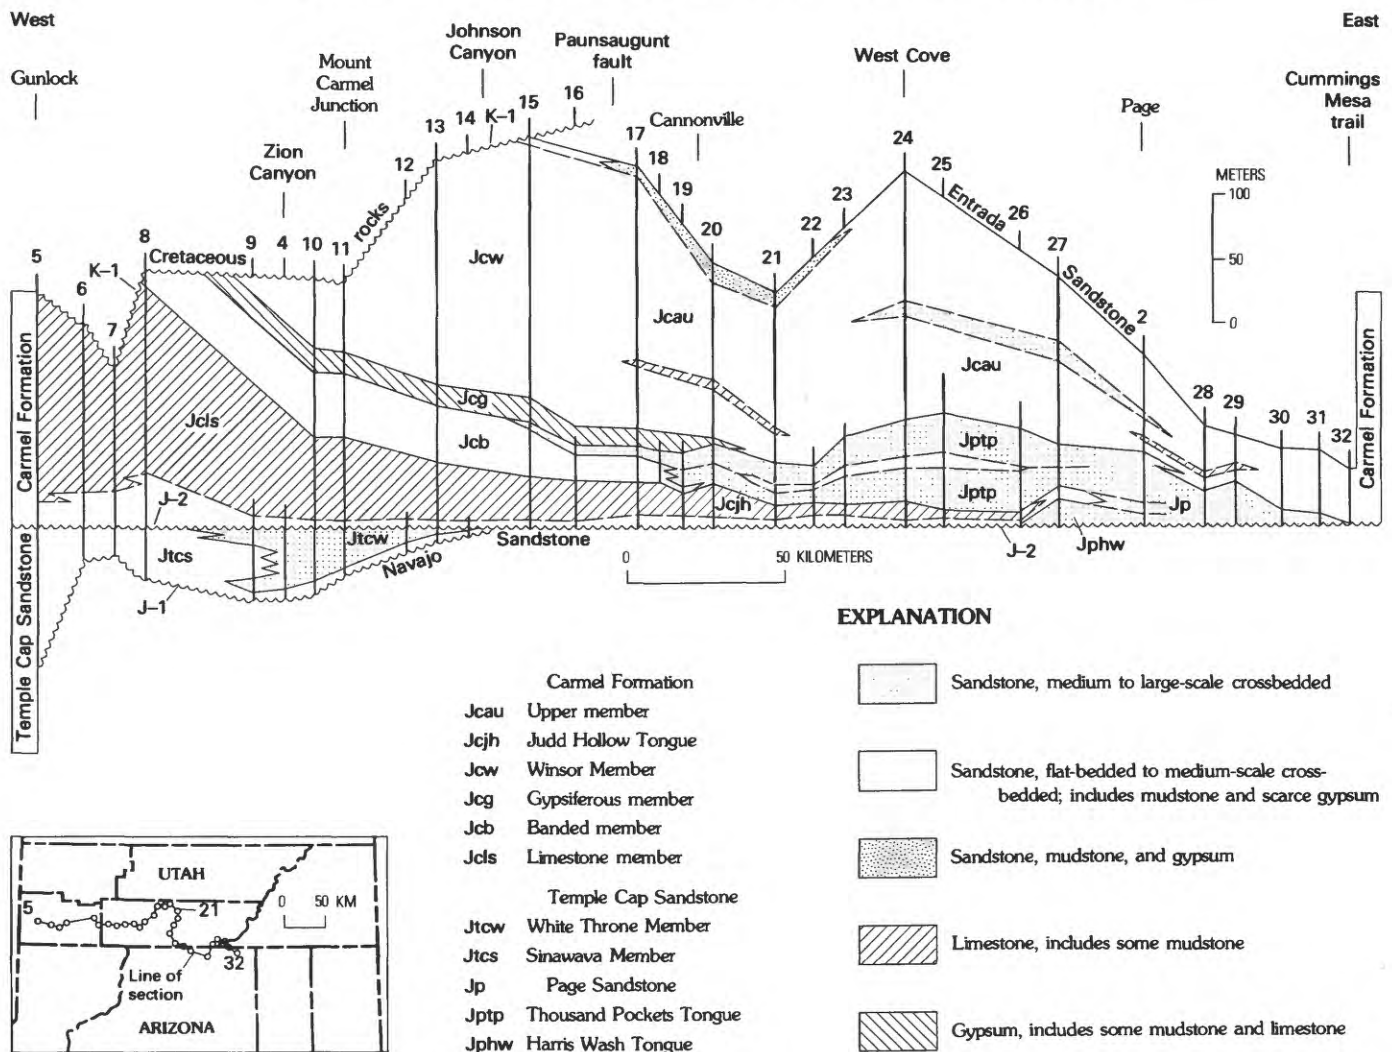 West
East
Gunlock
Zion
Canyon
Mount
Carmel
Junction
Johnson
Canyon
Paunsaugunt
fault
Cannonville
West Cove
Page
Cummings
Mesa
trail
5
6
7
8
9
4
10
11
12
13
14
15
16
17
18
19
20
21
22
23
24
25
26
27
2
28
29
30
31
32
K–1
K–1
Cretaceous
rocks
Entrada
Sandstone
METERS
100
50
0
Carmel Formation
Temple Cap Sandstone
Carmel Formation
Jcw
Jcau
Jcau
Jcg
Jcb
Jcls
Jptp
Jptp
Jcjh
Jp
Jphw
J–2
J–2
Jtcw
Jtcs
J–1
Navajo
Sandstone
0
50 KILOMETERS
EXPLANATION
Carmel Formation
Jcau Upper member
Jcjh Judd Hollow Tongue
Jcw Winsor Member
Jcg Gypsiferous member
Jcb Banded member
Jcls Limestone member
Temple Cap Sandstone
Jtcw White Throne Member
Jtcs Sinawava Member
Jp Page Sandstone
Jptp Thousand Pockets Tongue
Jphw Harris Wash Tongue
Sandstone, medium to large-scale crossbedded
Sandstone, flat-bedded to medium-scale cross-
bedded; includes mudstone and scarce gypsum
Sandstone, mudstone, and gypsum
Limestone, includes some mudstone
Gypsum, includes some mudstone and limestone
UTAH
0 50 KM
5
21
32
Line of
section
ARIZONA